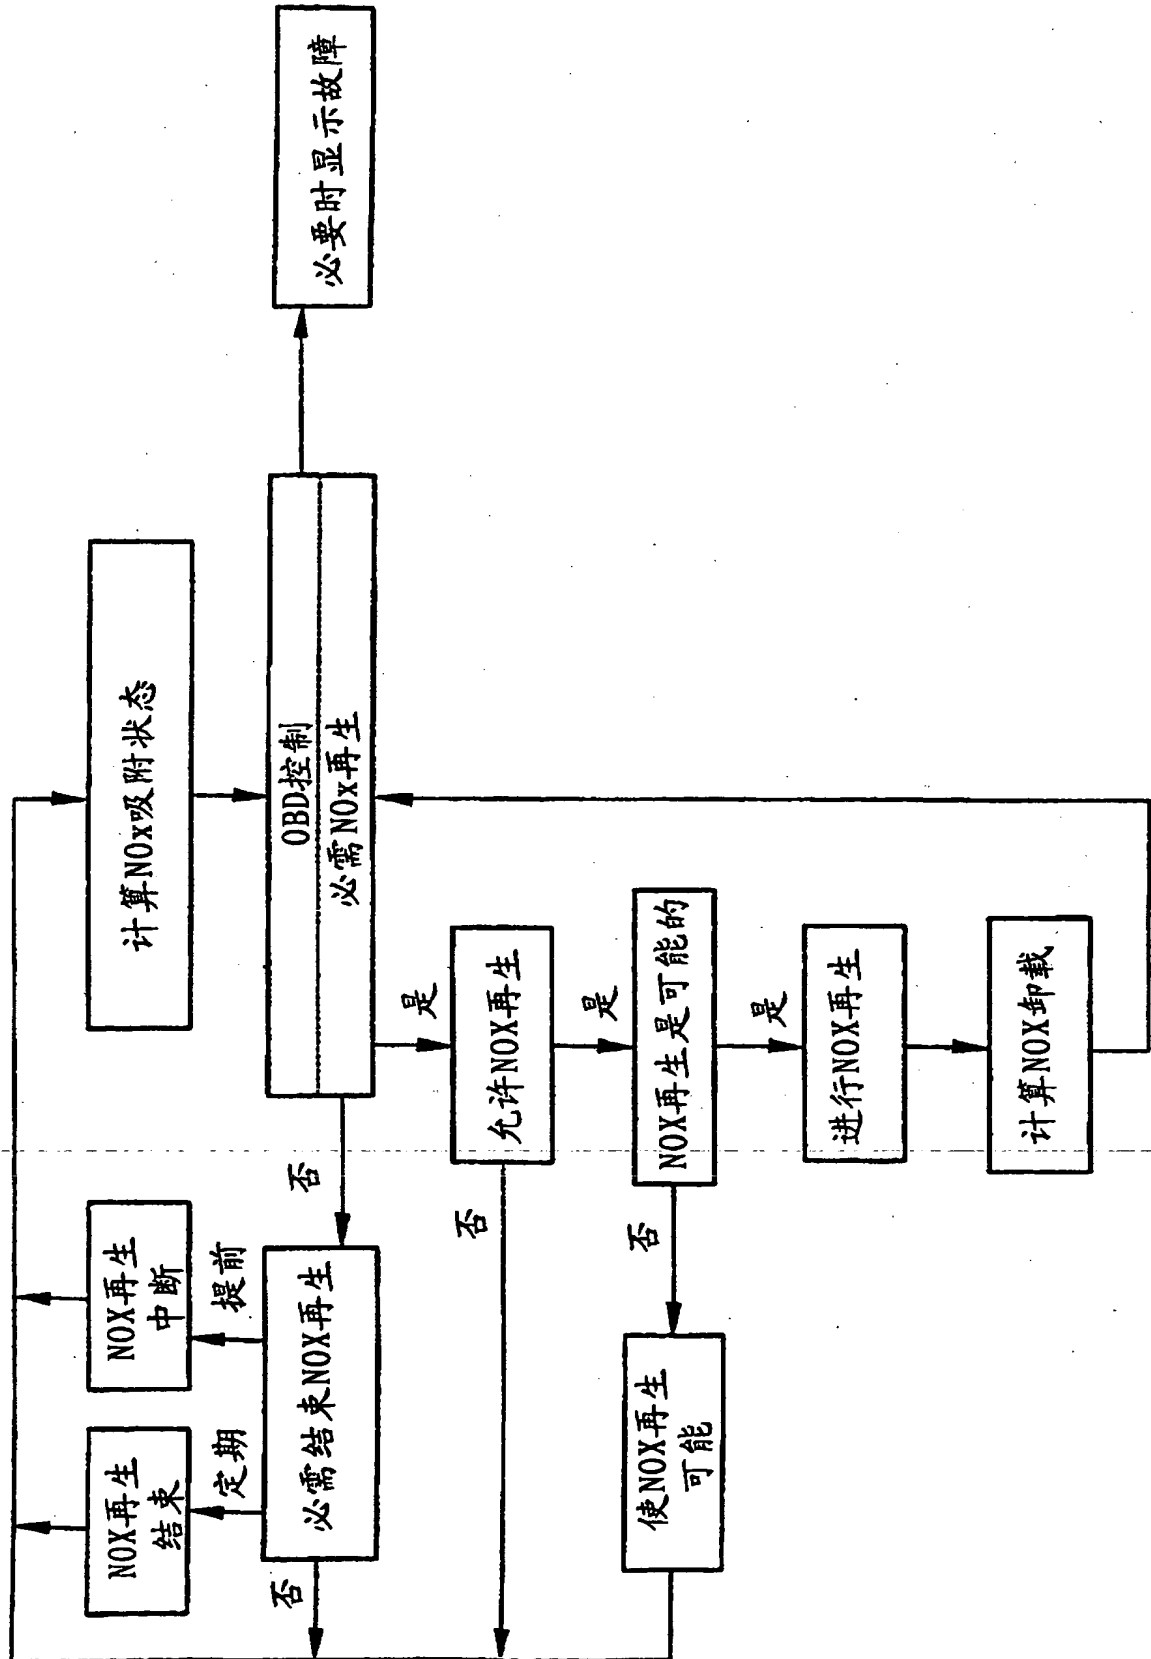 必要时显示故障
计算NOx吸附状态
OBD控制
必需NOx再生
是
允许NOX再生
是
NOX再生是可能的
是
进行NOX再生
计算NOX卸载
否
否
否
NOX再生
中断
提前
NOX再生
结束
定期
必需结束NOX再生
否
使NOX再生
可能